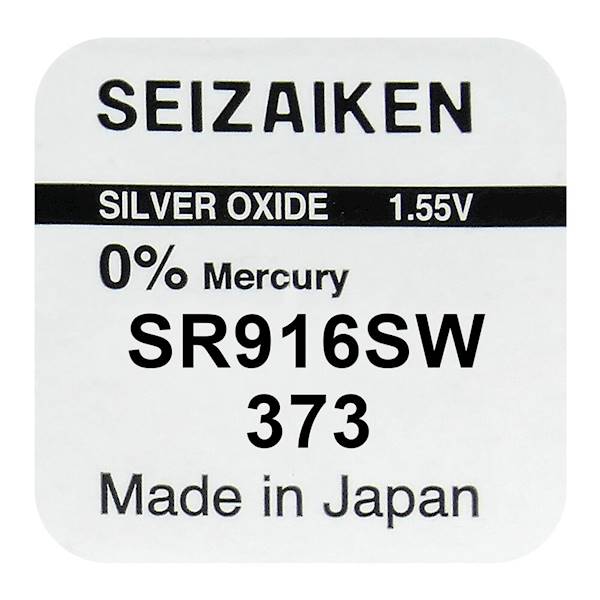 SEIZAIKEN
SILVER OXIDE 1.55V
0% Mercury
SR916SW
373
Made in Japan